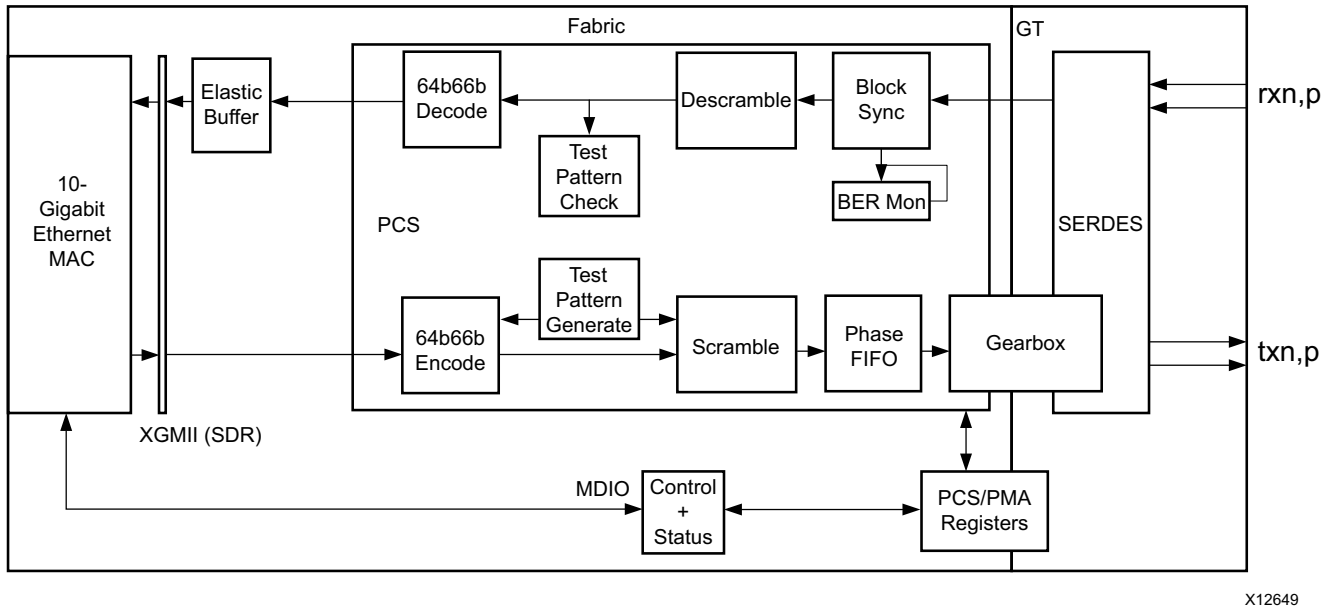 Fabric
GT
Elastic
Buffer
64b66b
Decode
Descramble
Block
Sync
rxn,p
Test
Pattern
Check
BER Mon
10-
Gigabit
Ethernet
MAC
PCS
SERDES
Test
Pattern
Generate
64b66b
Encode
Scramble
Phase
FIFO
Gearbox
txn,p
XGMII (SDR)
MDIO
Control
+
Status
PCS/PMA
Registers
X12649